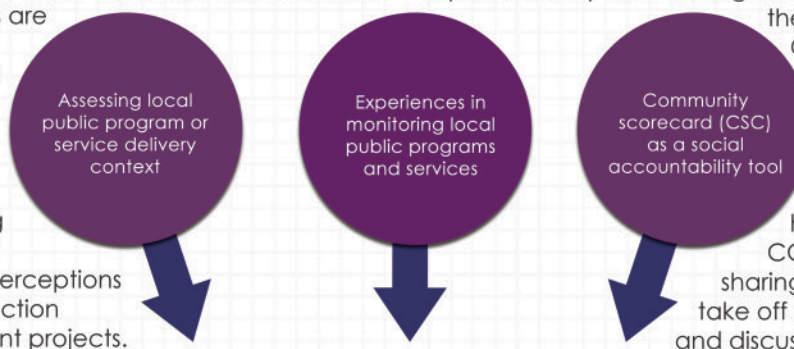 s are
the
Assessing local
public program or
service delivery
context
Experiences in
monitoring local
public programs
and services
Community
scorecard (CSC)
as a social
accountability tool
erceptions
sharing
ction
take off
nt projects.
and discus